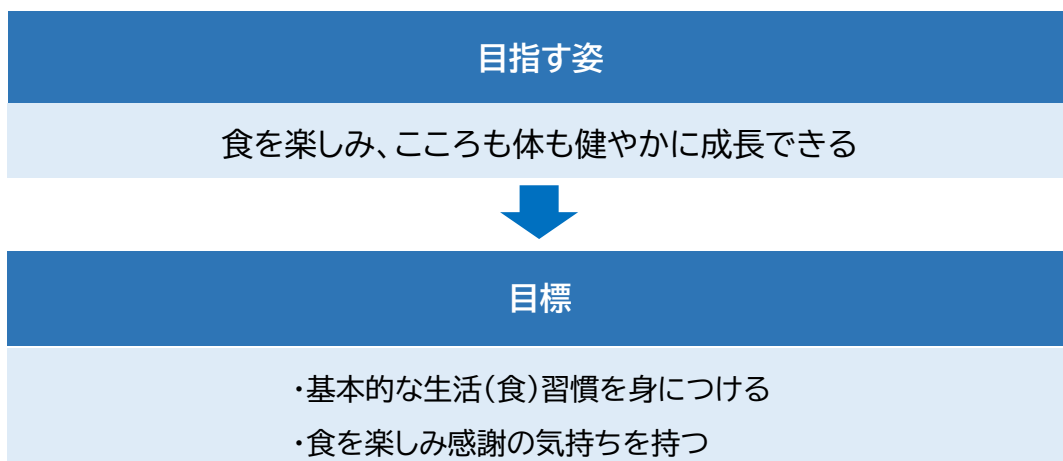 目指す姿
食を楽しみ、こころも体も健やかに成長できる
目標
・基本的な生活(食)習慣を身につける
・食を楽しみ感謝の気持ちを持つ